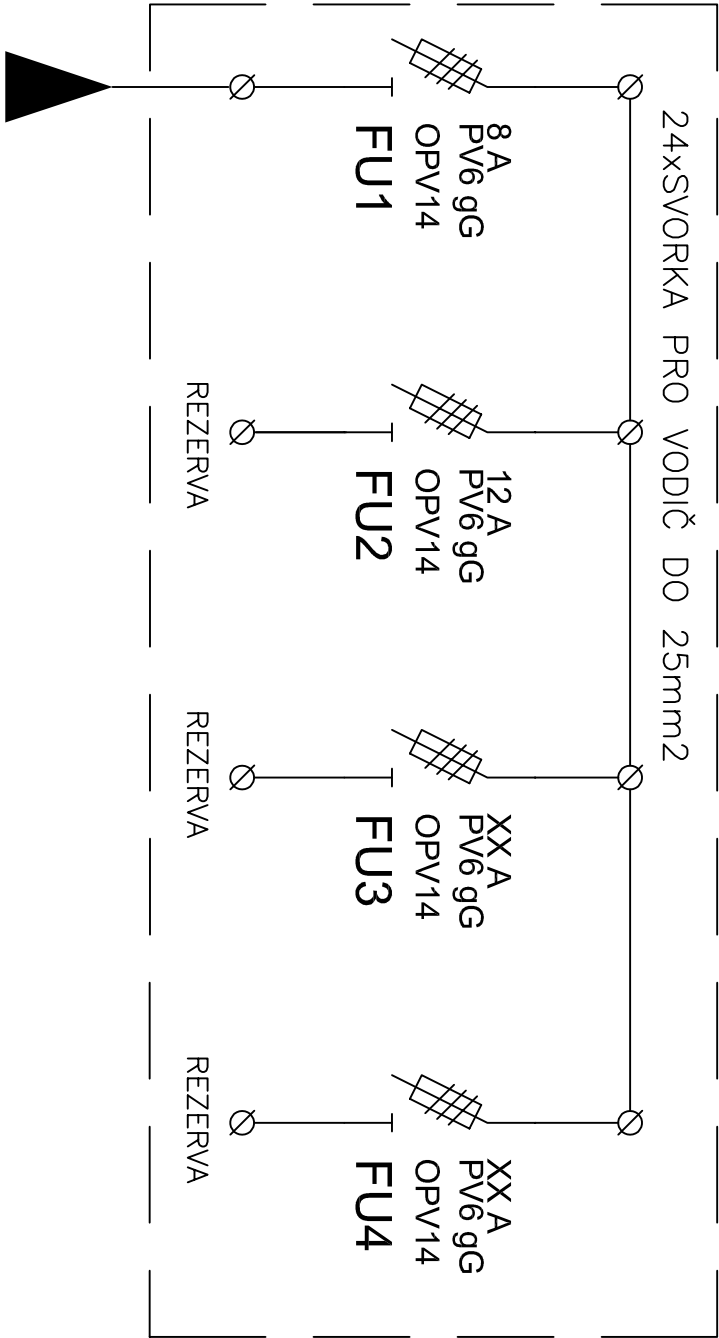 24xSVORKA PRO VODIČ DO 25mm2
8 A
PV6 gG
OPV14
FU1
12 A
PV6 gG
OPV14
FU2
REZERVA
XX A
PV6 gG
OPV14
FU3
REZERVA
XX A
PV6 gG
OPV14
FU4
REZERVA